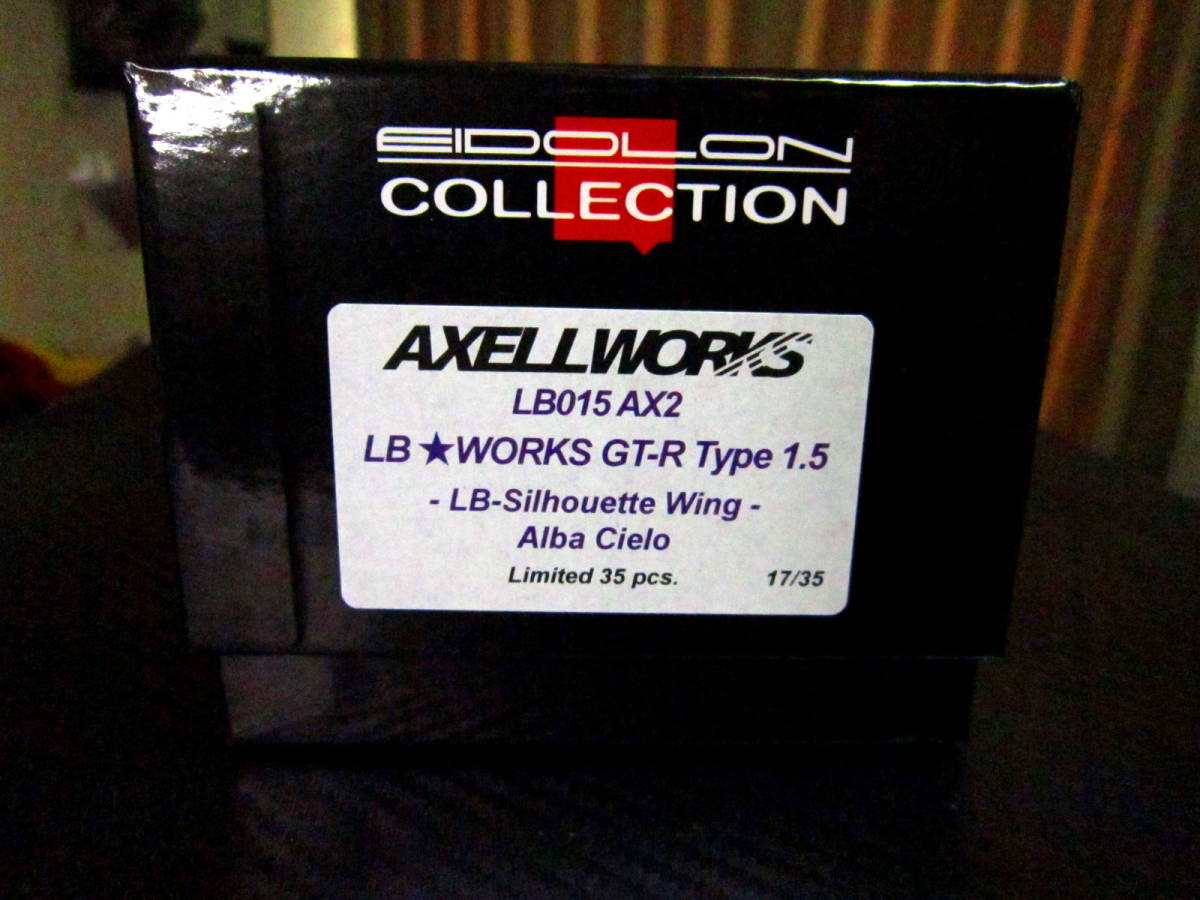 EIDOLON
COLLECTION
AXELLWORKS
LB015 AX2
LB ★WORKS GT-R Type 1.5
- LB-Silhouette Wing -
Alba Cielo
Limited 35 pcs. 17/35